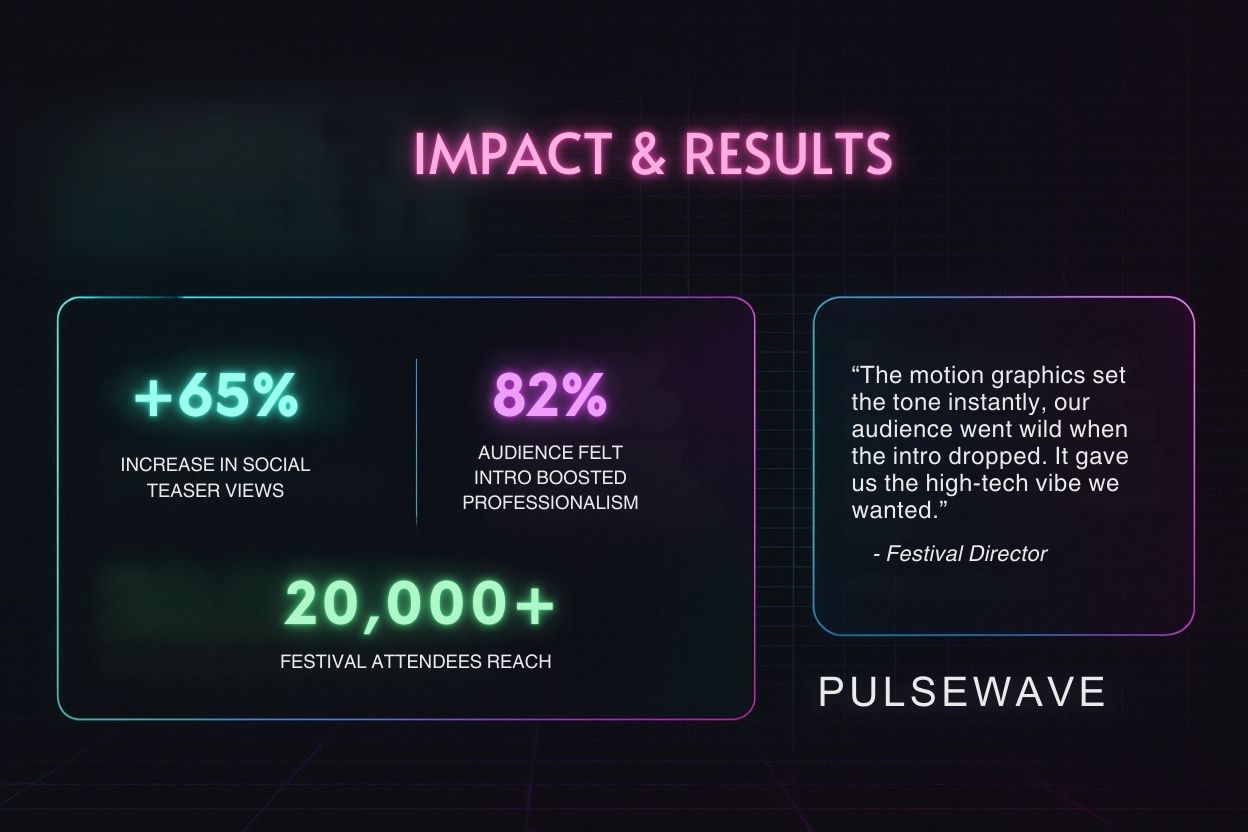 IMPACT & RESULTS
+65%
INCREASE IN SOCIAL
TEASER VIEWS
82%
AUDIENCE FELT
INTRO BOOSTED
PROFESSIONALISM
20,000+
FESTIVAL ATTENDEES REACH
“The motion graphics set
the tone instantly, our
audience went wild when
the intro dropped. It gave
us the high-tech vibe we
wanted.”
- Festival Director
PULSEWAVE